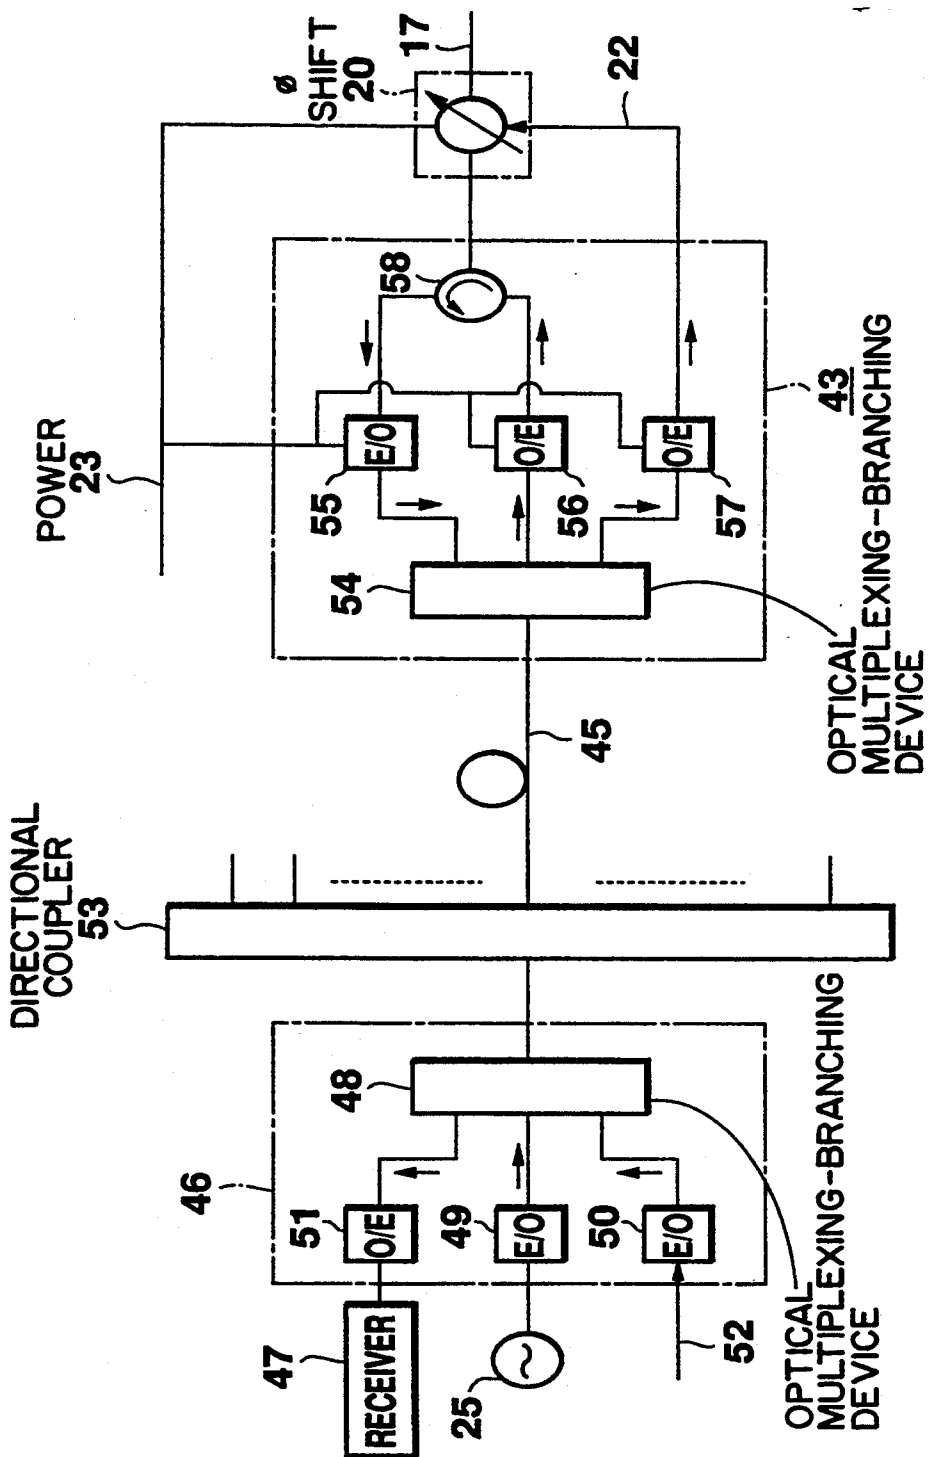 DIRECTIONAL
COUPLER
53
POWER
23
ø
SHIFT
20
17
22
46
51
O/E
49
E/O
50
E/O
48
47
RECEIVER
25
52
OPTICAL
MULTIPLEXING-BRANCHING
DEVICE
45
54
55
E/O
56
O/E
57
O/E
58
43
OPTICAL
MULTIPLEXING-BRANCHING
DEVICE